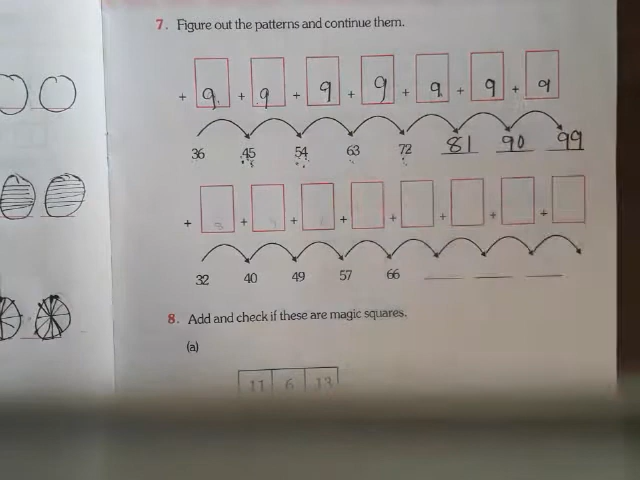 7. Figure out the patterns and continue them.
+ 9 + 9 + 9 + 9 + 9 + 9 + 9
36 45 54 63 72 81 90 99
+ + + + + + + +
32 40 49 57 66
8. Add and check if these are magic squares.
(a)
11 6 13